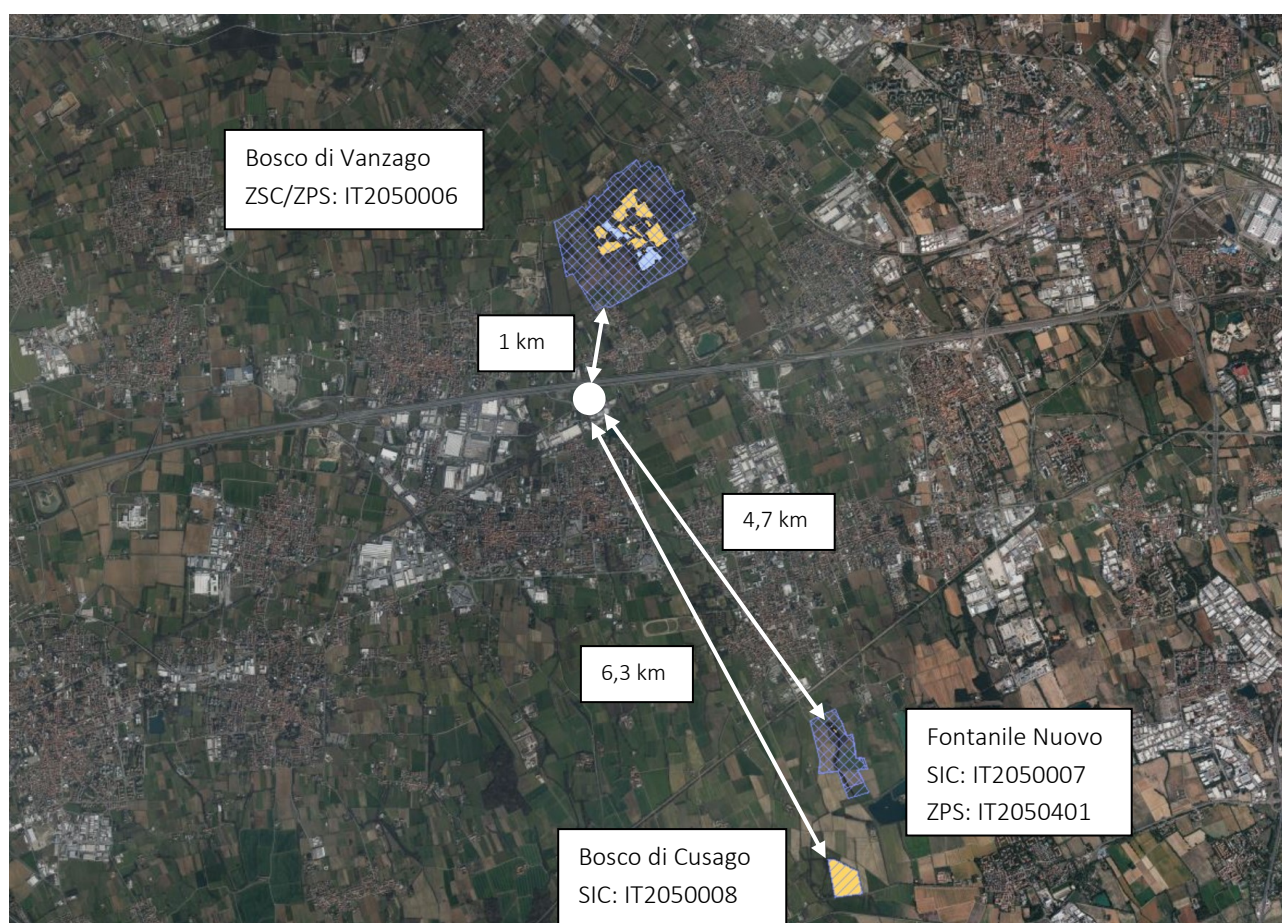 Bosco di Vanzago
ZSC/ZPS: IT2050006
1 km
4,7 km
6,3 km
Fontanile Nuovo
SIC: IT2050007
ZPS: IT2050401
Bosco di Cusago
SIC: IT2050008